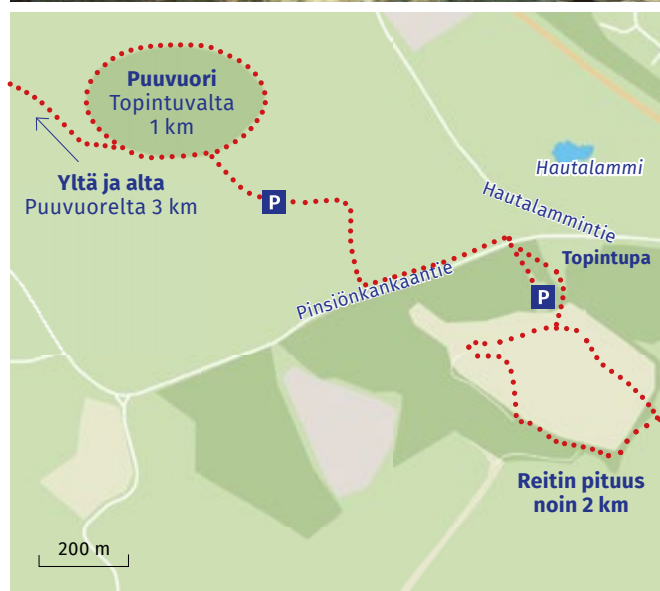 Puuvuori
Topintuvalta
1 km
Yltä ja alta
Puuvuorelta 3 km
P
Hautalammi
Hautalammintie
Topintupa
Pinsiönkankaantie
P
Reitin pituus
noin 2 km
200 m